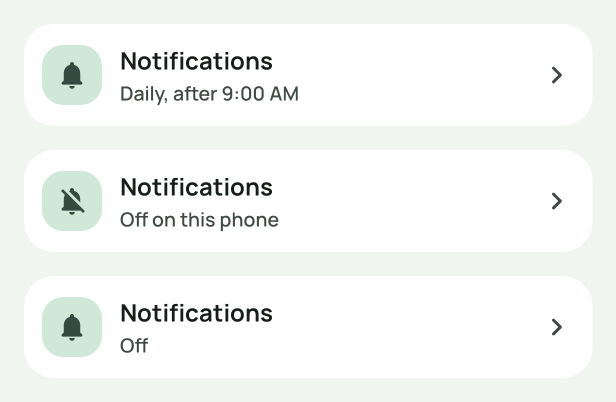 Notifications
Daily, after 9:00 AM
Notifications
Off on this phone
Notifications
Off